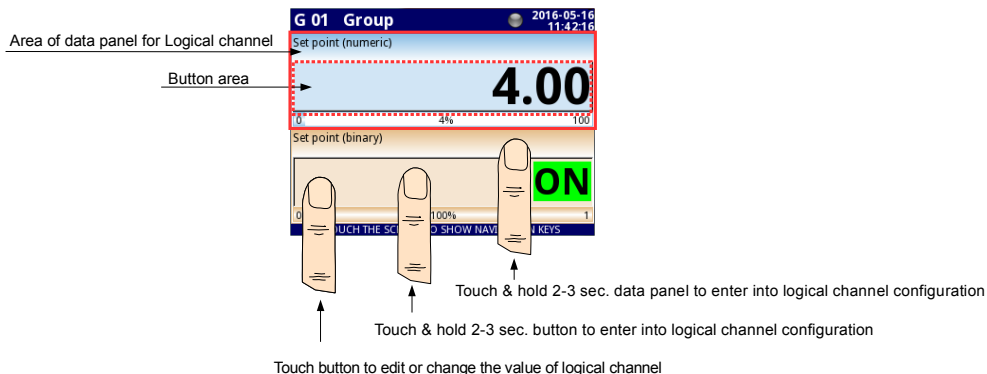 G 01 Group
2016-05-16
11:42:16
Area of data panel for Logical channel
Set point (numeric)
Button area
4.00
0 4% 100
Set point (binary)
ON
0 100% 1
SHOW KEYS
Touch & hold 2-3 sec. data panel to enter into logical channel configuration
Touch & hold 2-3 sec. button to enter into logical channel configuration
Touch button to edit or change the value of logical channel